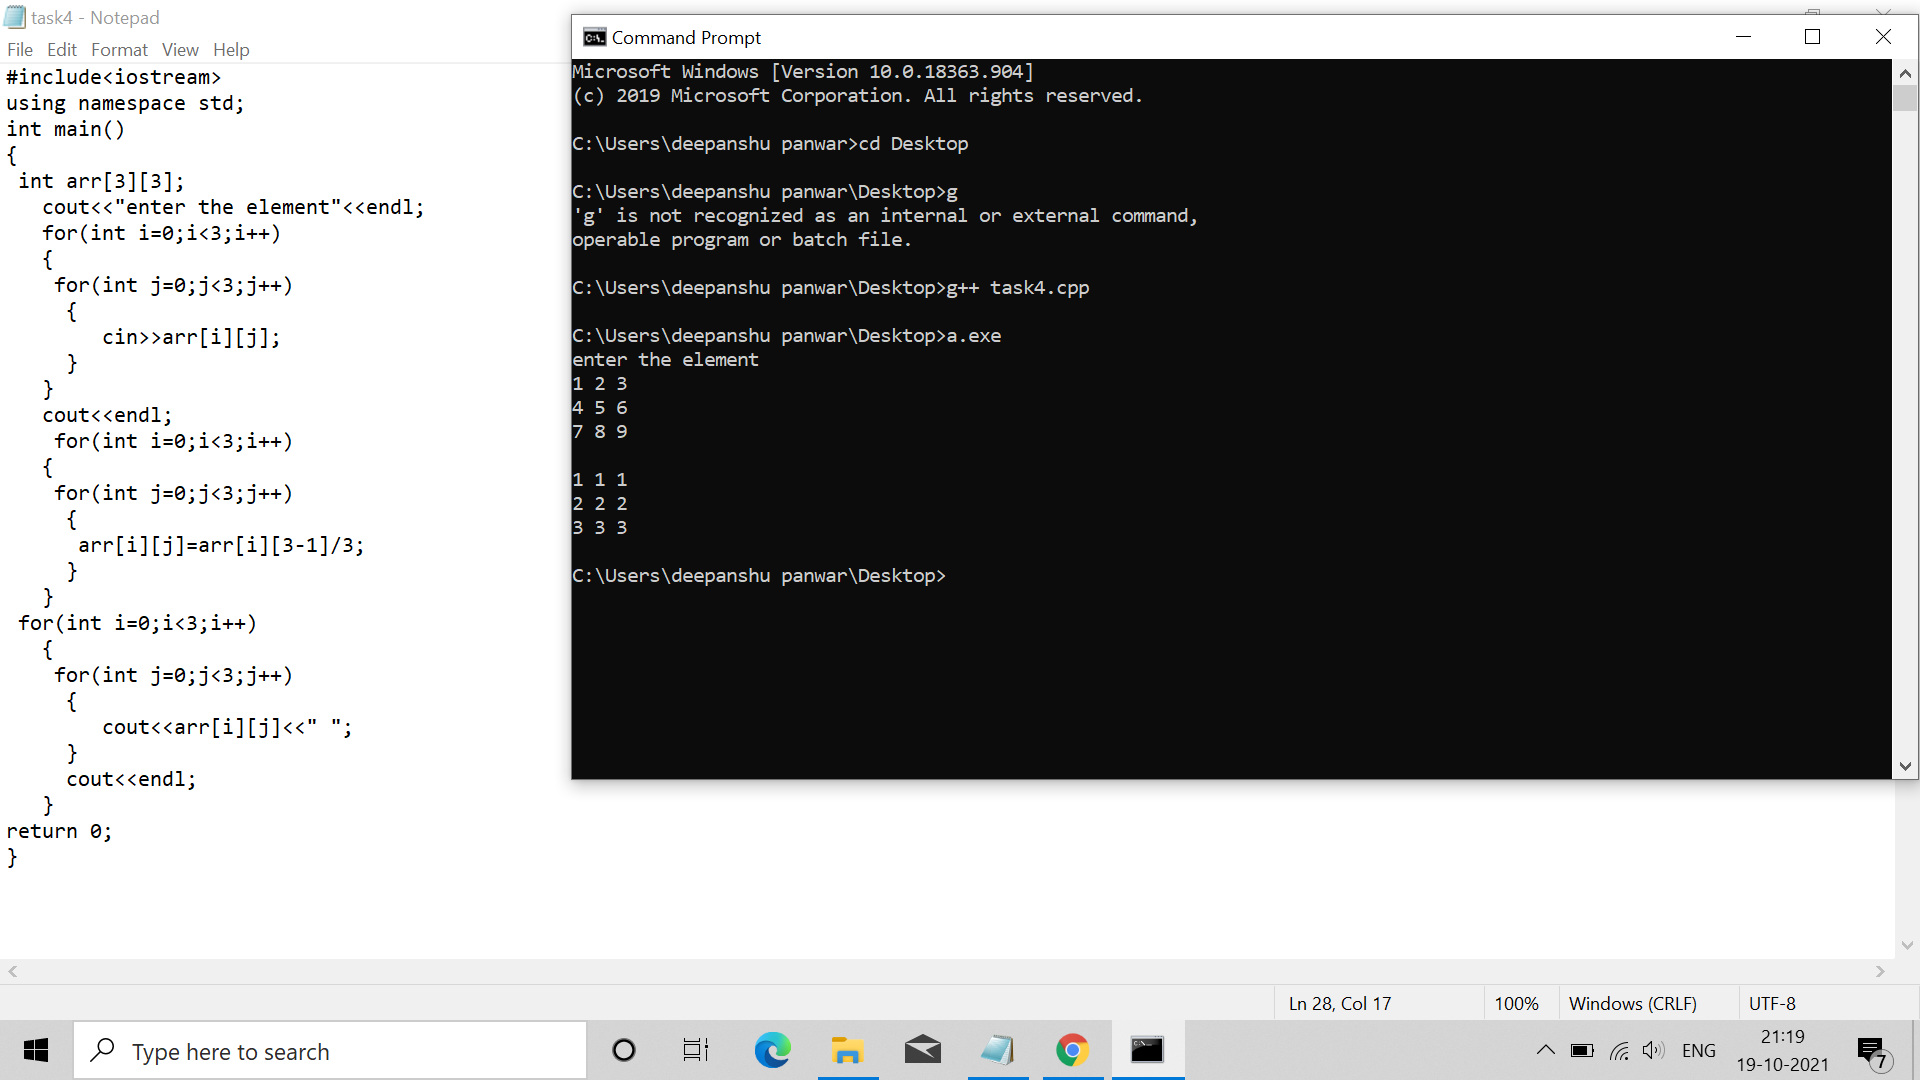 task4 - Notepad
File Edit Format View Help
#include<iostream>
using namespace std;
int main()
{
 int arr[3][3];
   cout<<"enter the element"<<endl;
   for(int i=0;i<3;i++)
   {
    for(int j=0;j<3;j++)
     {
        cin>>arr[i][j];
     }
   }
   cout<<endl;
    for(int i=0;i<3;i++)
   {
    for(int j=0;j<3;j++)
     {
      arr[i][j]=arr[i][3-1]/3;
     }
   }
 for(int i=0;i<3;i++)
   {
    for(int j=0;j<3;j++)
     {
        cout<<arr[i][j]<<" ";
     }
     cout<<endl;
   }
return 0;
}
Command Prompt
Microsoft Windows [Version 10.0.18363.904]
(c) 2019 Microsoft Corporation. All rights reserved.
C:\Users\deepanshu panwar>cd Desktop
C:\Users\deepanshu panwar\Desktop>g
'g' is not recognized as an internal or external command,
operable program or batch file.
C:\Users\deepanshu panwar\Desktop>g++ task4.cpp
C:\Users\deepanshu panwar\Desktop>a.exe
enter the element
1 2 3
4 5 6
7 8 9
1 1 1
2 2 2
3 3 3
C:\Users\deepanshu panwar\Desktop>
Ln 28, Col 17 100% Windows (CRLF) UTF-8
Type here to search
ENG
21:19
19-10-2021
7